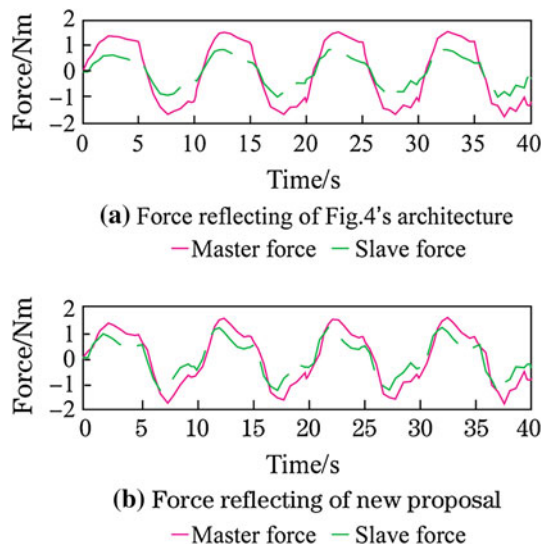 2
1
0
−1
−2
Force/Nm
0 5 10 15 20 25 30 35 40
Time/s
(a) Force reflecting of Fig.4's architecture
Master force Slave force
2
1
0
−1
−2
Force/Nm
0 5 10 15 20 25 30 35 40
Time/s
(b) Force reflecting of new proposal
Master force Slave force